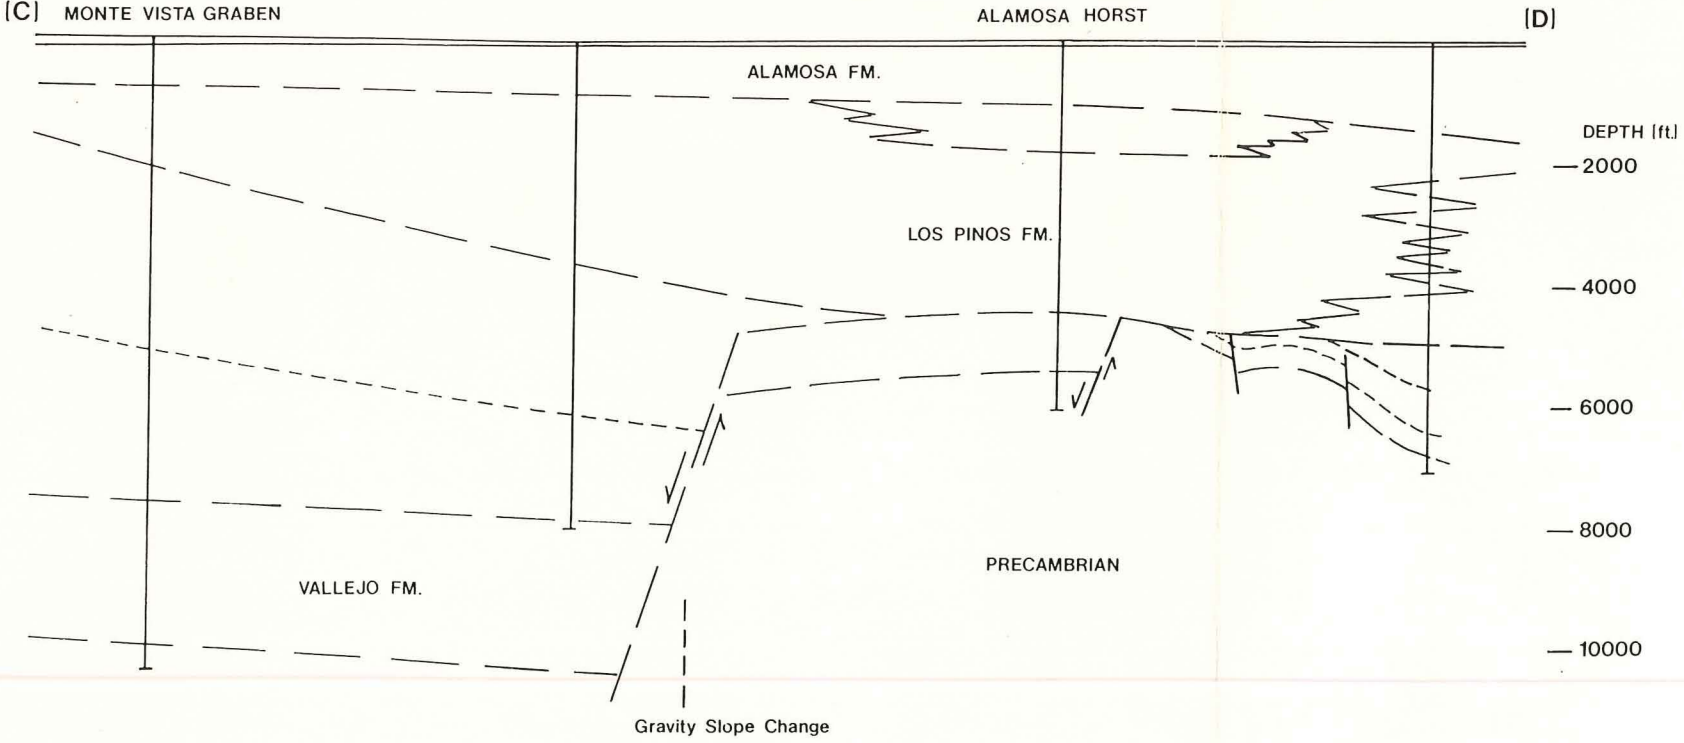 [C] MONTE VISTA GRABEN
ALAMOSA HORST
[D]
ALAMOSA FM.
DEPTH [ft.]
2000
LOS PINOS FM.
4000
6000
8000
PRECAMBRIAN
VALLEJO FM.
10000
Gravity Slope Change